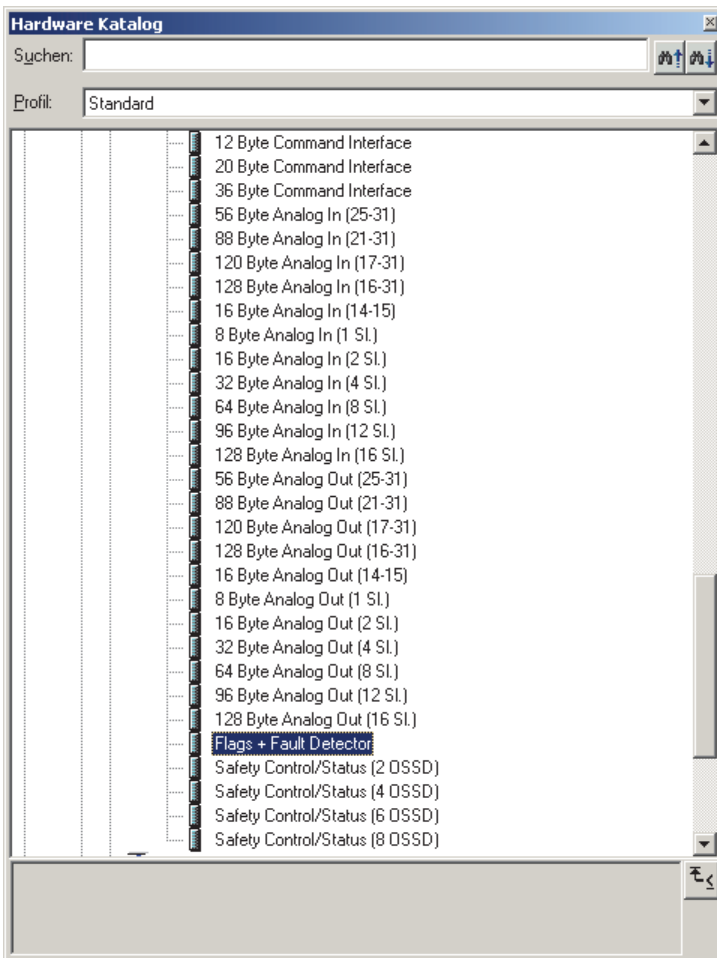 Hardware Katalog
Suchen:
Profil: Standard
12 Byte Command Interface
20 Byte Command Interface
36 Byte Command Interface
56 Byte Analog In (25-31)
88 Byte Analog In (21-31)
120 Byte Analog In (17-31)
128 Byte Analog In (16-31)
16 Byte Analog In (14-15)
8 Byte Analog In (1 Sl.)
16 Byte Analog In (2 Sl.)
32 Byte Analog In (4 Sl.)
64 Byte Analog In (8 Sl.)
96 Byte Analog In (12 Sl.)
128 Byte Analog In (16 Sl.)
56 Byte Analog Out (25-31)
88 Byte Analog Out (21-31)
120 Byte Analog Out (17-31)
128 Byte Analog Out (16-31)
16 Byte Analog Out (14-15)
8 Byte Analog Out (1 Sl.)
16 Byte Analog Out (2 Sl.)
32 Byte Analog Out (4 Sl.)
64 Byte Analog Out (8 Sl.)
96 Byte Analog Out (12 Sl.)
128 Byte Analog Out (16 Sl.)
Flags + Fault Detector
Safety Control/Status (2 OSSD)
Safety Control/Status (4 OSSD)
Safety Control/Status (6 OSSD)
Safety Control/Status (8 OSSD)